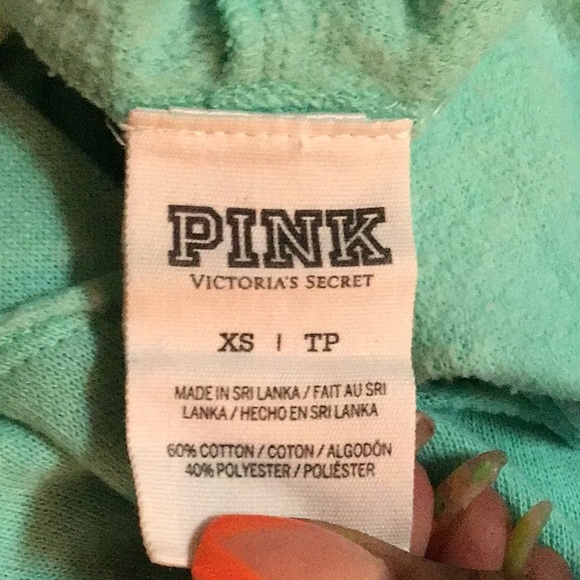 PINK
VICTORIA'S SECRET
XS | TP
MADE IN SRI LANKA / FAIT AU SRI
LANKA / HECHO EN SRI LANKA
60% COTTON / COTON / ALGODÓN
40% POLYESTER / POLIÉSTER